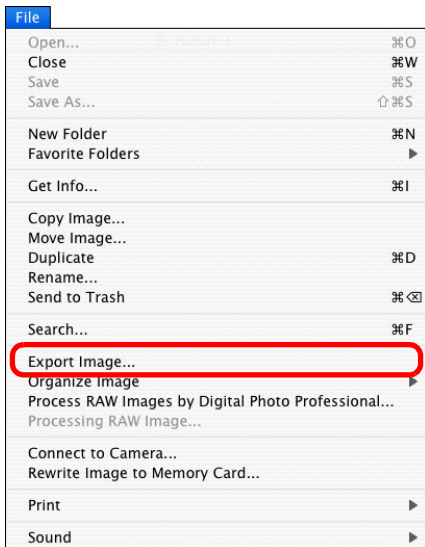 File
Open... ⌘O
Close ⌘W
Save ⌘S
Save As... ⇧⌘S
New Folder ⌘N
Favorite Folders ▶
Get Info... ⌘I
Copy Image...
Move Image...
Duplicate ⌘D
Rename...
Send to Trash ⌘⌫
Search... ⌘F
Export Image...
Organize Image ▶
Process RAW Images by Digital Photo Professional...
Processing RAW Image...
Connect to Camera...
Rewrite Image to Memory Card...
Print ▶
Sound ▶